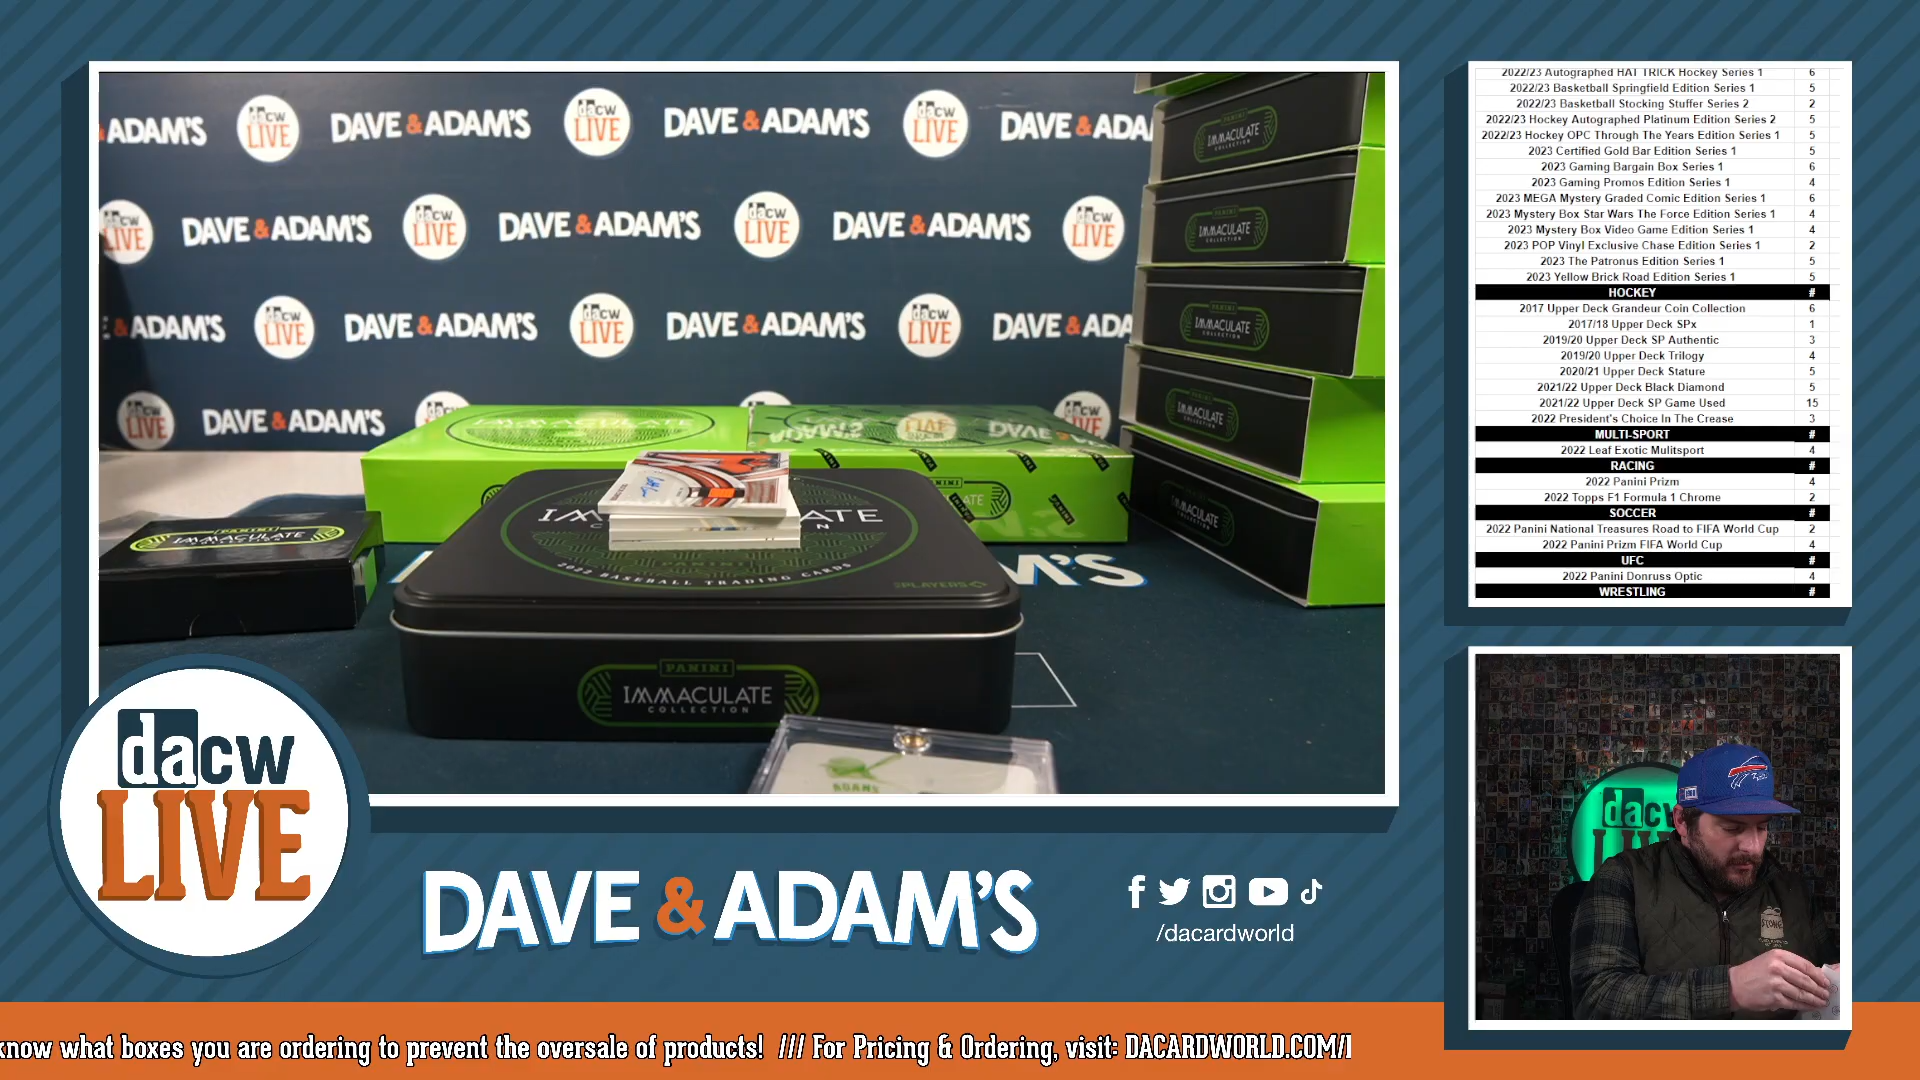 DAVE & ADAM'S
dacw LIVE
IMMACULATE
COLLECTION
PANINI
2022 BASEBALL TRADING CARDS
PANINI
IMMACULATE
COLLECTION
PANINI
IMMACULATE
ADAMS
2022/23 Autographed HAT TRICK Hockey Series 1 6
2022/23 Basketball Springfield Edition Series 1 5
2022/23 Basketball Stocking Stuffer Series 2 2
2022/23 Hockey Autographed Platinum Edition Series 2 5
2022/23 Hockey OPC Through The Years Edition Series 1 5
2023 Certified Gold Bar Edition Series 1 5
2023 Gaming Bargain Box Series 1 6
2023 Gaming Promos Edition Series 1 4
2023 MEGA Mystery Graded Comic Edition Series 1 6
2023 Mystery Box Star Wars The Force Edition Series 1 4
2023 Mystery Box Video Game Edition Series 1 4
2023 POP Vinyl Exclusive Chase Edition Series 1 2
2023 The Patronus Edition Series 1 5
2023 Yellow Brick Road Edition Series 1 5
HOCKEY #
2017 Upper Deck Grandeur Coin Collection 6
2017/18 Upper Deck SPx 1
2019/20 Upper Deck SP Authentic 3
2019/20 Upper Deck Trilogy 4
2020/21 Upper Deck Stature 5
2021/22 Upper Deck Black Diamond 5
2021/22 Upper Deck SP Game Used 15
2022 President's Choice In The Crease 3
MULTI-SPORT #
2022 Leaf Exotic Mulitsport 4
RACING #
2022 Panini Prizm 4
2022 Topps F1 Formula 1 Chrome 2
SOCCER #
2022 Panini National Treasures Road to FIFA World Cup 2
2022 Panini Prizm FIFA World Cup 4
UFC #
2022 Panini Donruss Optic 4
WRESTLING #
dacw
LIVE
DAVE & ADAM'S
/dacardworld
know what boxes you are ordering to prevent the oversale of products! /// For Pricing & Ordering, visit: DACARDWORLD.COM/